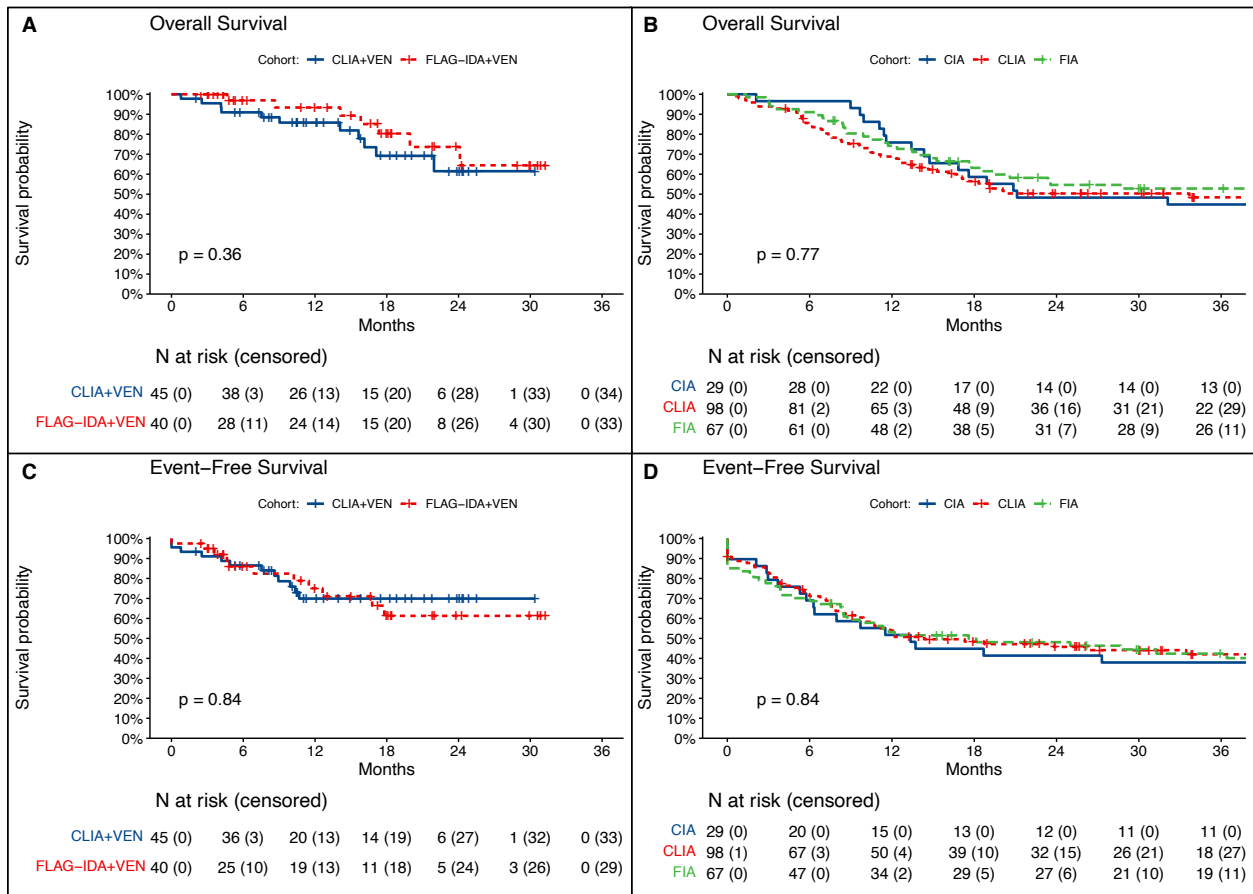 A Overall Survival
Cohort: CLIA+VEN FLAG-IDA+VEN
100%
90%
80%
70%
60%
50%
40%
30%
20%
10%
0%
Survival probability
p = 0.36
0 6 12 18 24 30 36
Months
N at risk (censored)
CLIA+VEN 45 (0) 38 (3) 26 (13) 15 (20) 6 (28) 1 (33) 0 (34)
FLAG-IDA+VEN 40 (0) 28 (11) 24 (14) 15 (20) 8 (26) 4 (30) 0 (33)
B Overall Survival
Cohort: CIA CLIA FIA
100%
90%
80%
70%
60%
50%
40%
30%
20%
10%
0%
Survival probability
p = 0.77
0 6 12 18 24 30 36
Months
N at risk (censored)
CIA 29 (0) 28 (0) 22 (0) 17 (0) 14 (0) 14 (0) 13 (0)
CLIA 98 (0) 81 (2) 65 (3) 48 (9) 36 (16) 31 (21) 22 (29)
FIA 67 (0) 61 (0) 48 (2) 38 (5) 31 (7) 28 (9) 26 (11)
C Event-Free Survival
Cohort: CLIA+VEN FLAG-IDA+VEN
100%
90%
80%
70%
60%
50%
40%
30%
20%
10%
0%
Survival probability
p = 0.84
0 6 12 18 24 30 36
Months
N at risk (censored)
CLIA+VEN 45 (0) 36 (3) 20 (13) 14 (19) 6 (27) 1 (32) 0 (33)
FLAG-IDA+VEN 40 (0) 25 (10) 19 (13) 11 (18) 5 (24) 3 (26) 0 (29)
D Event-Free Survival
Cohort: CIA CLIA FIA
100%
90%
80%
70%
60%
50%
40%
30%
20%
10%
0%
Survival probability
p = 0.84
0 6 12 18 24 30 36
Months
N at risk (censored)
CIA 29 (0) 20 (0) 15 (0) 13 (0) 12 (0) 11 (0) 11 (0)
CLIA 98 (1) 67 (3) 50 (4) 39 (10) 32 (15) 26 (21) 18 (27)
FIA 67 (0) 47 (0) 34 (2) 29 (5) 27 (6) 21 (10) 19 (11)